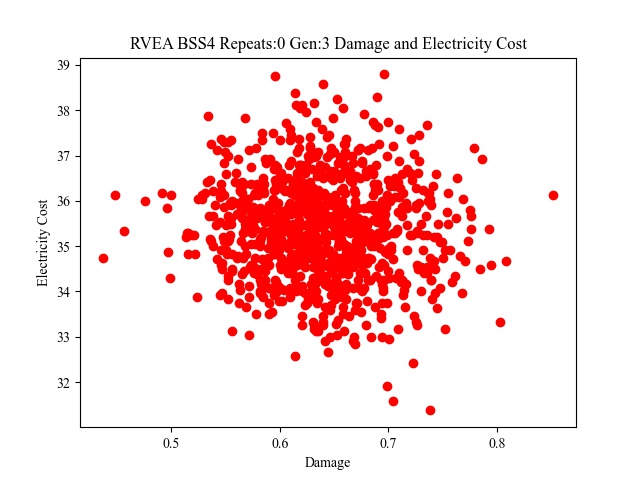 RVEA BSS4 Repeats:0 Gen:3 Damage and Electricity Cost
39
38
37
36
35
34
33
32
Electricity Cost
0.5 0.6 0.7 0.8
Damage